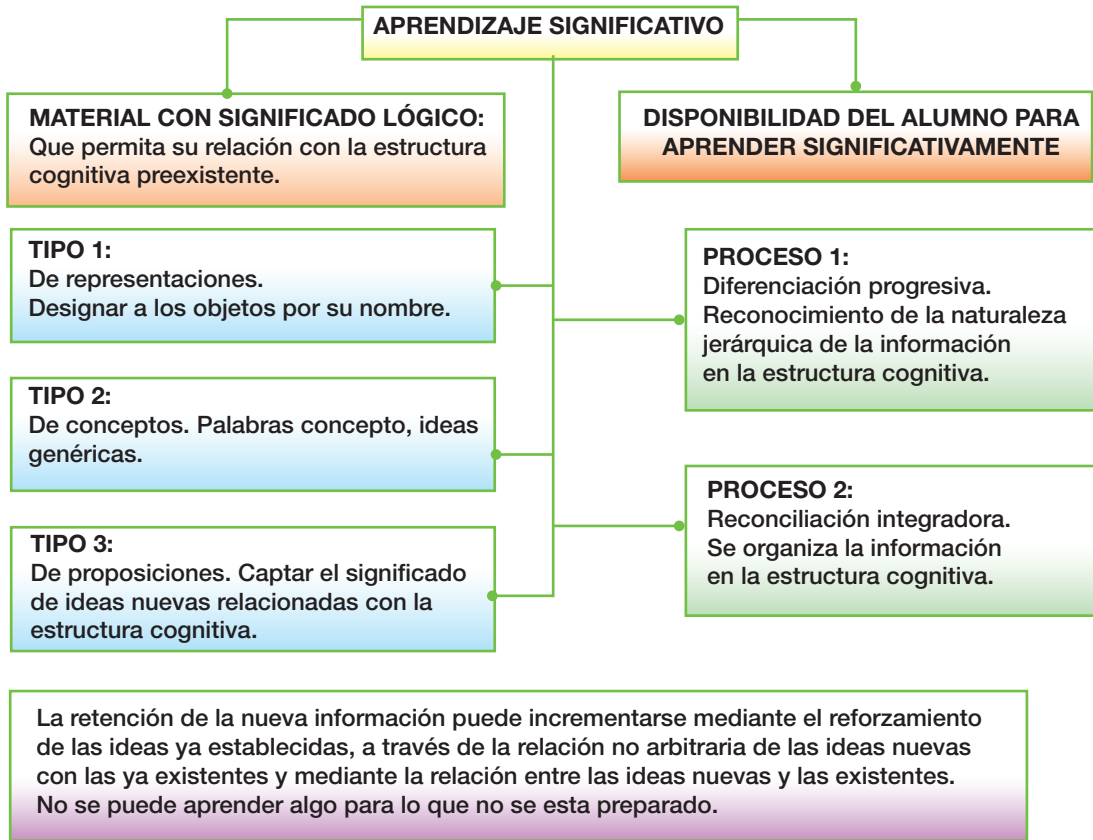 APRENDIZAJE SIGNIFICATIVO
MATERIAL CON SIGNIFICADO LÓGICO:
Que permita su relación con la estructura
cognitiva preexistente.
DISPONIBILIDAD DEL ALUMNO PARA
APRENDER SIGNIFICATIVAMENTE
TIPO 1:
De representaciones.
Designar a los objetos por su nombre.
PROCESO 1:
Diferenciación progresiva.
Reconocimiento de la naturaleza
jerárquica de la información
en la estructura cognitiva.
TIPO 2:
De conceptos. Palabras concepto, ideas
genéricas.
PROCESO 2:
Reconciliación integradora.
Se organiza la información
en la estructura cognitiva.
TIPO 3:
De proposiciones. Captar el significado
de ideas nuevas relacionadas con la
estructura cognitiva.
La retención de la nueva información puede incrementarse mediante el reforzamiento
de las ideas ya establecidas, a través de la relación no arbitraria de las ideas nuevas
con las ya existentes y mediante la relación entre las ideas nuevas y las existentes.
No se puede aprender algo para lo que no se esta preparado.